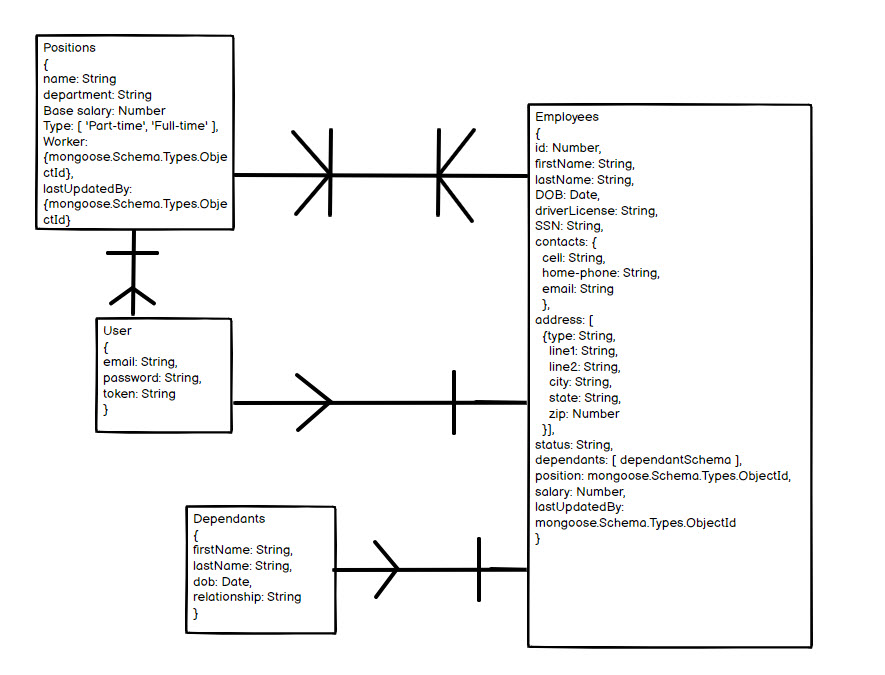 Positions
{
name: String
department: String
Base salary: Number
Type: [ 'Part-time', 'Full-time' ],
Worker:
{mongoose.Schema.Types.Obje
ctId},
lastUpdatedBy:
{mongoose.Schema.Types.Obje
ctId}
Employees
{
id: Number,
firstName: String,
lastName: String,
DOB: Date,
driverLicense: String,
SSN: String,
contacts: {
cell: String,
home-phone: String,
email: String
},
address: [
{type: String,
line1: String,
line2: String,
city: String,
state: String,
zip: Number
}],
status: String,
dependants: [ dependantSchema ],
position: mongoose.Schema.Types.ObjectId,
salary: Number,
lastUpdatedBy:
mongoose.Schema.Types.ObjectId
}
User
{
email: String,
password: String,
token: String
}
Dependants
{
firstName: String,
lastName: String,
dob: Date,
relationship: String
}